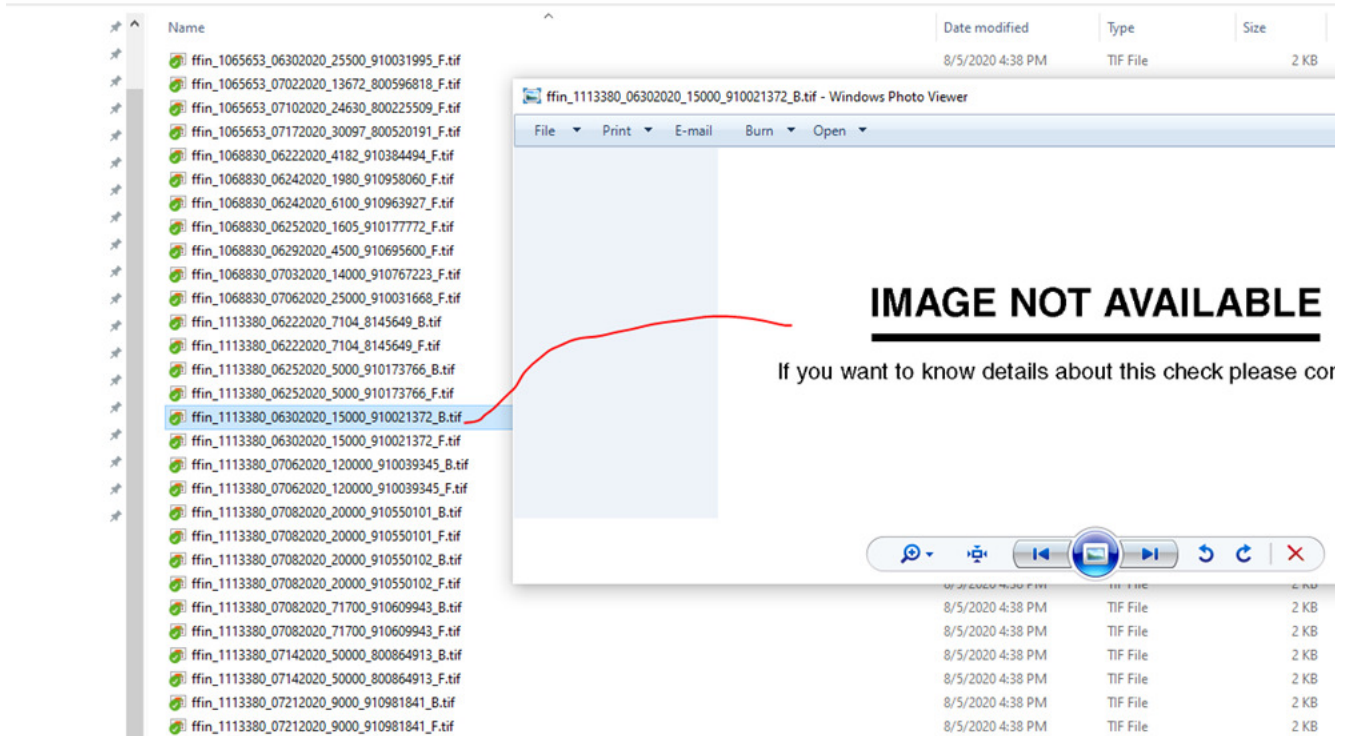 Name Date modified Type Size
ffin_1065653_06302020_25500_910031995_F.tif 8/5/2020 4:38 PM TIF File 2 KB
ffin_1065653_07022020_13672_800596818_F.tif
ffin_1065653_07102020_24630_800225509_F.tif
ffin_1065653_07172020_30097_800520191_F.tif
ffin_1068830_06222020_4182_910384494_F.tif
ffin_1068830_06242020_1980_910958060_F.tif
ffin_1068830_06242020_6100_910963927_F.tif
ffin_1068830_06252020_1605_910177772_F.tif
ffin_1068830_06292020_4500_910695600_F.tif
ffin_1068830_07032020_14000_910767223_F.tif
ffin_1068830_07062020_25000_910031668_F.tif
ffin_1113380_06222020_7104_8145649_B.tif
ffin_1113380_06222020_7104_8145649_F.tif
ffin_1113380_06252020_5000_910173766_B.tif
ffin_1113380_06252020_5000_910173766_F.tif
ffin_1113380_06302020_15000_910021372_B.tif
ffin_1113380_06302020_15000_910021372_F.tif
ffin_1113380_07062020_120000_910039345_B.tif
ffin_1113380_07062020_120000_910039345_F.tif
ffin_1113380_07082020_20000_910550101_B.tif
ffin_1113380_07082020_20000_910550101_F.tif
ffin_1113380_07082020_20000_910550102_B.tif
ffin_1113380_07082020_20000_910550102_F.tif
ffin_1113380_07082020_71700_910609943_B.tif 8/5/2020 4:38 PM TIF File 2 KB
ffin_1113380_07082020_71700_910609943_F.tif 8/5/2020 4:38 PM TIF File 2 KB
ffin_1113380_07142020_50000_800864913_B.tif 8/5/2020 4:38 PM TIF File 2 KB
ffin_1113380_07142020_50000_800864913_F.tif 8/5/2020 4:38 PM TIF File 2 KB
ffin_1113380_07212020_9000_910981841_B.tif 8/5/2020 4:38 PM TIF File 2 KB
ffin_1113380_07212020_9000_910981841_F.tif 8/5/2020 4:38 PM TIF File 2 KB
ffin_1113380_06302020_15000_910021372_B.tif - Windows Photo Viewer
File Print E-mail Burn Open
IMAGE NOT AVAILABLE
If you want to know details about this check please cor